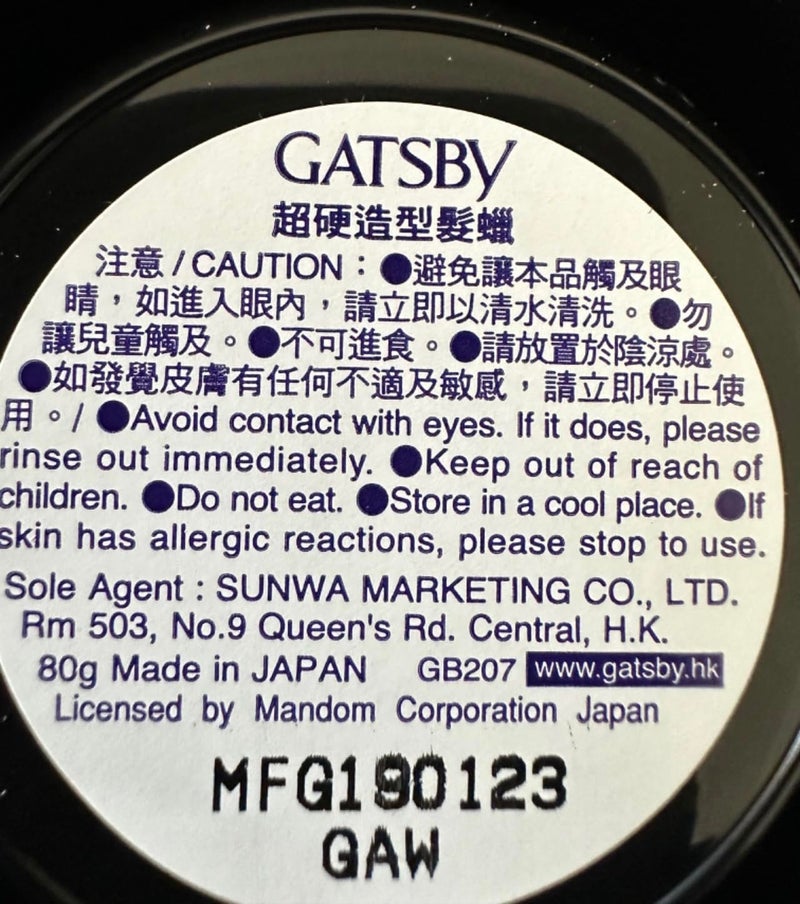 GATSBY
超硬造型髮蠟
注意 / CAUTION：●避免讓本品觸及眼
睛，如進入眼內，請立即以清水清洗。●勿
讓兒童觸及。●不可進食。●請放置於陰涼處。
●如發覺皮膚有任何不適及敏感，請立即停止使
用。/ ●Avoid contact with eyes. If it does, please
rinse out immediately. ●Keep out of reach of
children. ●Do not eat. ●Store in a cool place. ●If
skin has allergic reactions, please stop to use.
Sole Agent : SUNWA MARKETING CO., LTD.
Rm 503, No.9 Queen's Rd. Central, H.K.
80g Made in JAPAN GB207 www.gatsby.hk
Licensed by Mandom Corporation Japan
MFG190123
GAW